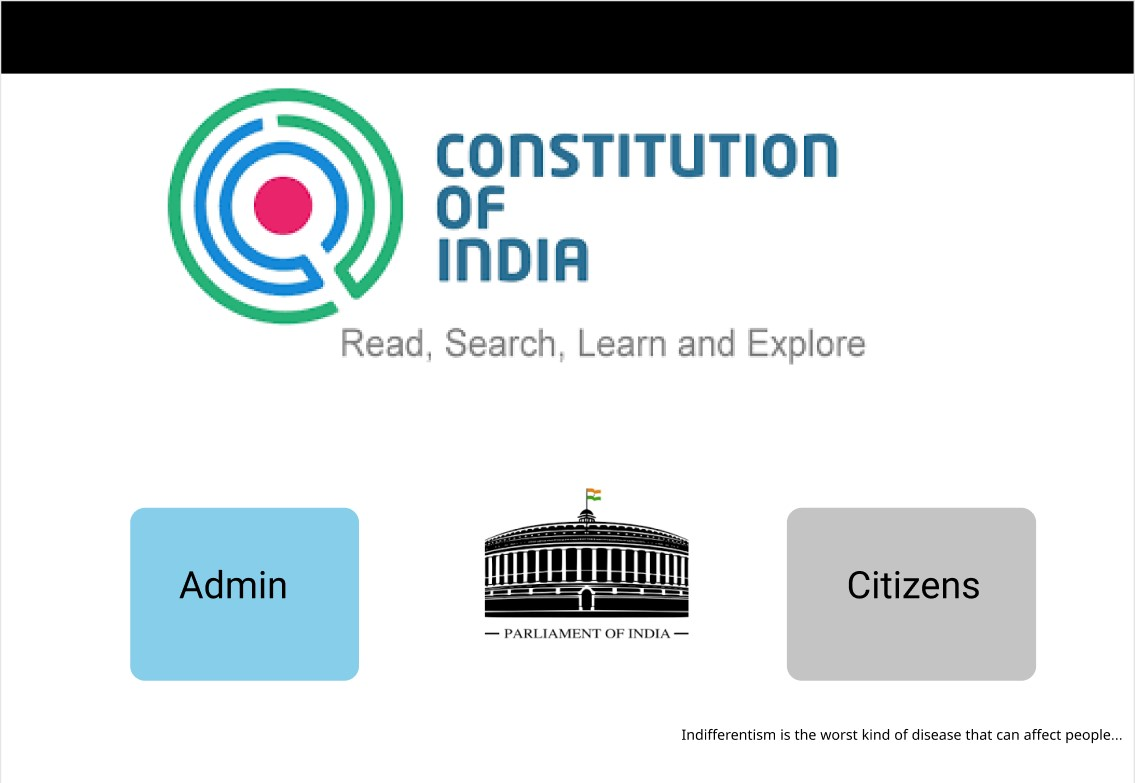 CONSTITUTION
OF
INDIA
Read, Search, Learn and Explore
Admin
PARLIAMENT OF INDIA
Citizens
Indifferentism is the worst kind of disease that can affect people...